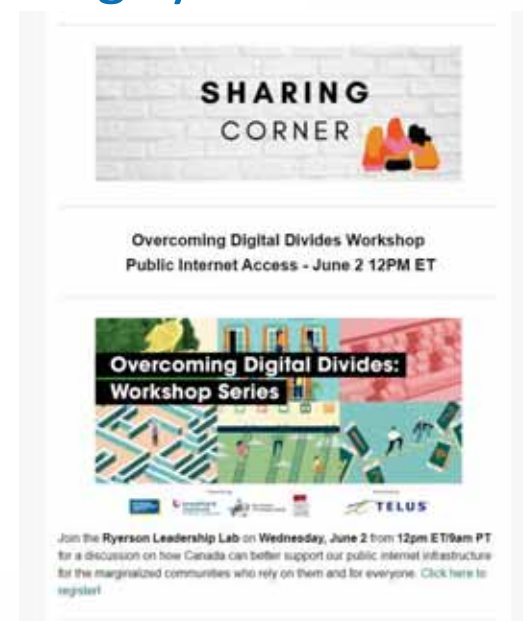 SHARING
CORNER
Overcoming Digital Divides Workshop
Public Internet Access - June 2 12PM ET
Overcoming Digital Divides:
Workshop Series
TELUS
Join the Ryerson Leadership Lab on Wednesday, June 2 from 12pm ET/9am PT
for a discussion on how Canada can better support our public internet infrastructure
for the marginalized communities who rely on them and for everyone. Click here to
register!